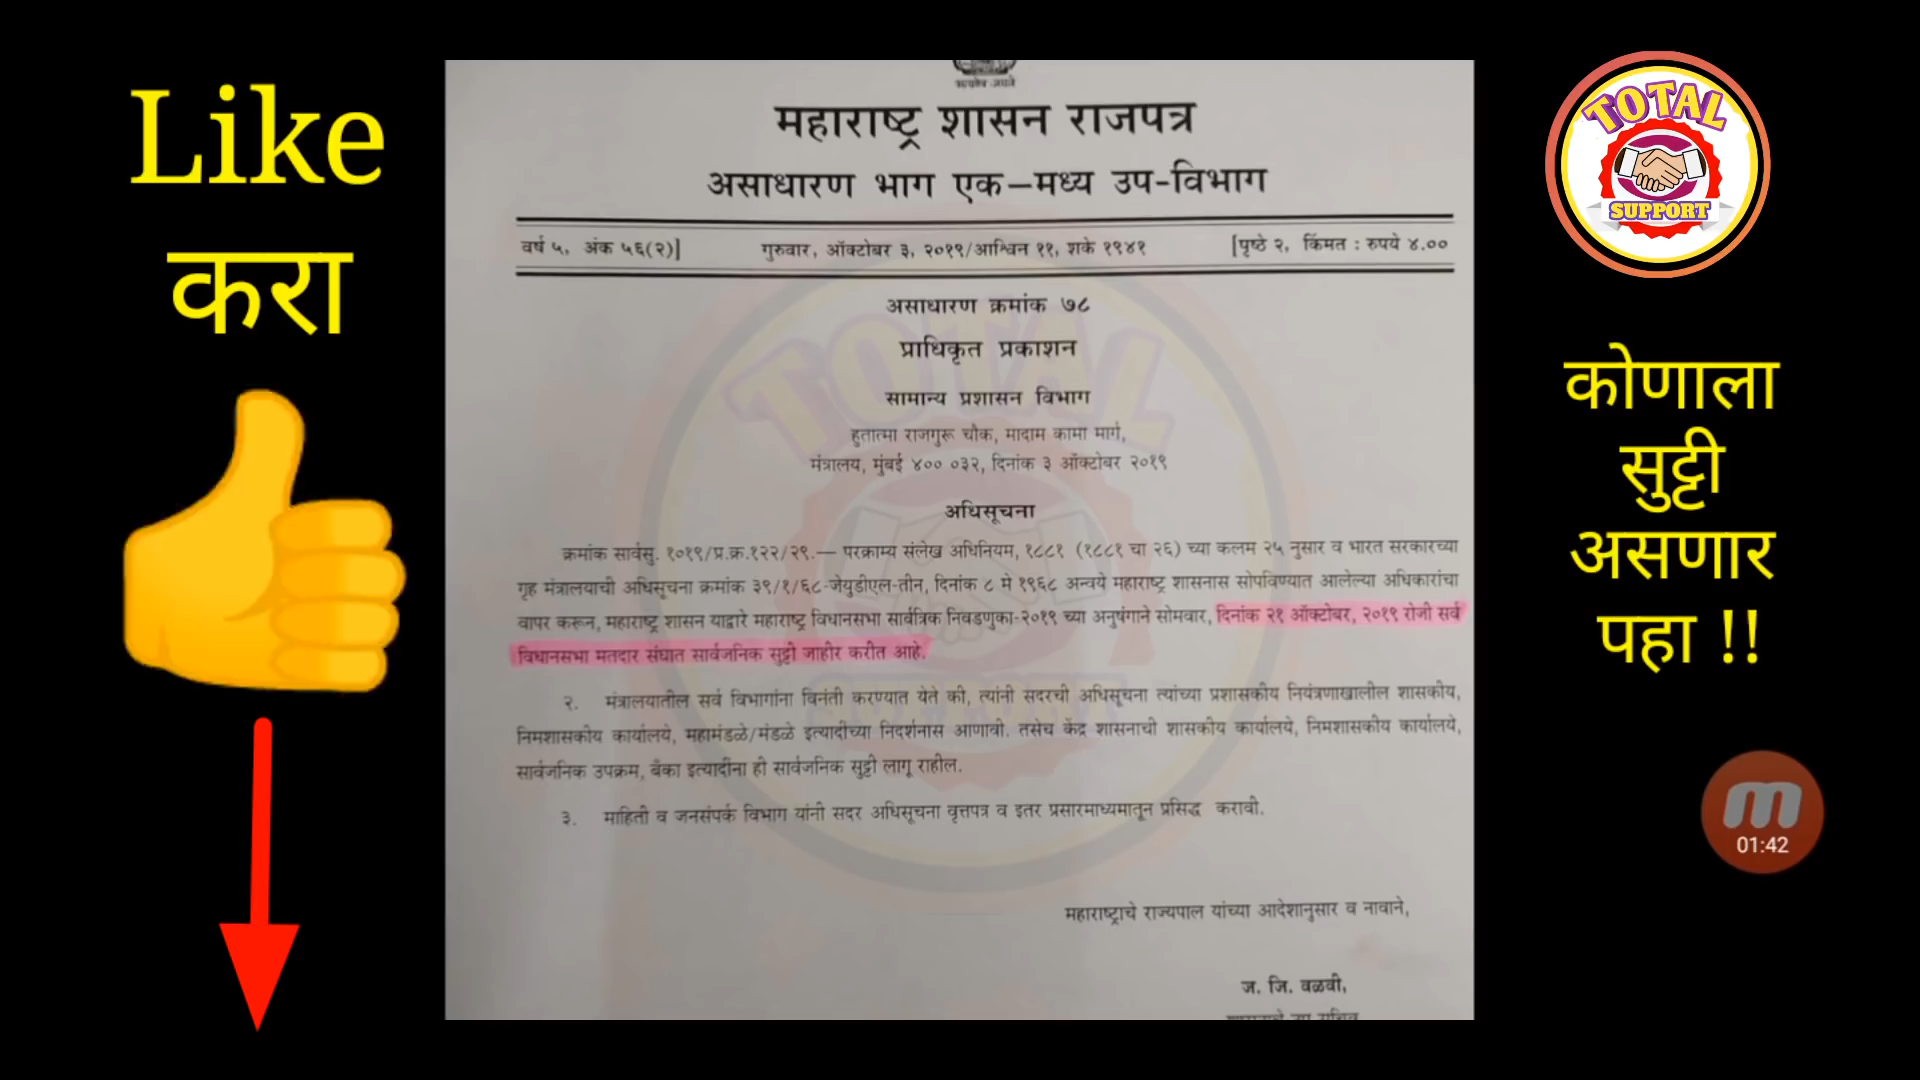 Like
करा
TOTAL
SUPPORT
कोणाला
सुट्टी
असणार
पहा !!
01:42
महाराष्ट्र शासन राजपत्र
असाधारण भाग एक—मध्य उप-विभाग
वर्ष ५, अंक ५६(२)]
गुरुवार, ऑक्टोबर ३, २०१९/आश्विन ११, शके १९४१
[पृष्ठे २, किंमत : रुपये ४.००
असाधारण क्रमांक ७८
प्राधिकृत प्रकाशन
सामान्य प्रशासन विभाग
हुतात्मा राजगुरू चौक, मादाम कामा मार्ग,
मंत्रालय, मुंबई ४०० ०३२, दिनांक ३ ऑक्टोबर २०१९
अधिसूचना
क्रमांक सार्वसु. १०१९/प्र.क्र.१२२/२९.— परक्राम्य संलेख अधिनियम, १८८१ (१८८१ चा २६) च्या कलम २५ नुसार व भारत सरकारच्या
गृह मंत्रालयाची अधिसूचना क्रमांक ३९/१/६८-जेयुडीएल-तीन, दिनांक ८ मे १९६८ अन्वये महाराष्ट्र शासनास सोपविण्यात आलेल्या अधिकारांचा
वापर करून, महाराष्ट्र शासन याद्वारे महाराष्ट्र विधानसभा सार्वत्रिक निवडणुका-२०१९ च्या अनुषंगाने सोमवार, दिनांक २१ ऑक्टोबर, २०१९ रोजी सर्व
विधानसभा मतदार संघात सार्वजनिक सुट्टी जाहीर करीत आहे.
२. मंत्रालयातील सर्व विभागांना विनंती करण्यात येते की, त्यांनी सदरची अधिसूचना त्यांच्या प्रशासकीय नियंत्रणाखालील शासकीय,
निमशासकीय कार्यालये, महामंडळे/मंडळे इत्यादीच्या निदर्शनास आणावी. तसेच केंद्र शासनाची शासकीय कार्यालये, निमशासकीय कार्यालये,
सार्वजनिक उपक्रम, बँका इत्यादींना ही सार्वजनिक सुट्टी लागू राहील.
३. माहिती व जनसंपर्क विभाग यांनी सदर अधिसूचना वृत्तपत्र व इतर प्रसारमाध्यमातून प्रसिद्ध करावी.
महाराष्ट्राचे राज्यपाल यांच्या आदेशानुसार व नावाने,
ज. जि. वळवी,